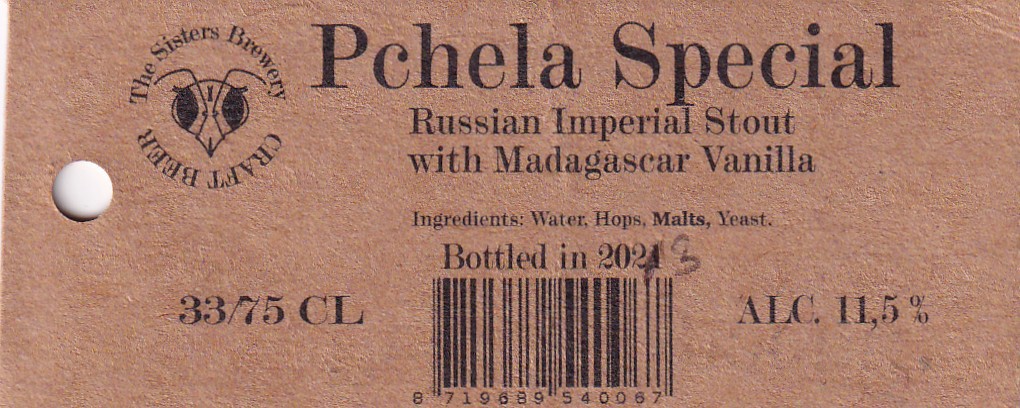 The Sisters Brewery
CRAFT BEER
Pchela Special
Russian Imperial Stout
with Madagascar Vanilla
Ingredients: Water, Hops, Malts, Yeast.
Bottled in 2021 3
33/75 CL
ALC. 11,5 %
8 719689 540067